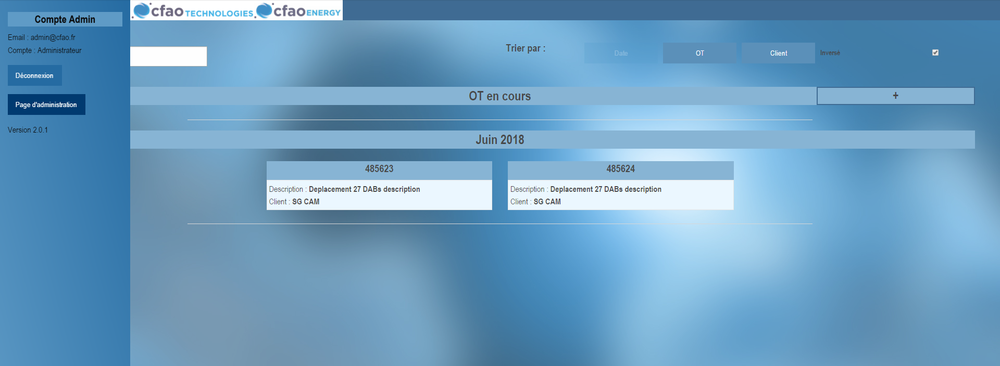 Compte Admin
Email : admin@cfao.fr
Compte : Administrateur
Déconnexion
Page d'administration
Version 2.0.1
cfao TECHNOLOGIES cfao ENERGY
Trier par :
Date
OT
Client
Inversé
OT en cours
+
Juin 2018
485623
Description : Deplacement 27 DABs description
Client : SG CAM
485624
Description : Deplacement 27 DABs description
Client : SG CAM